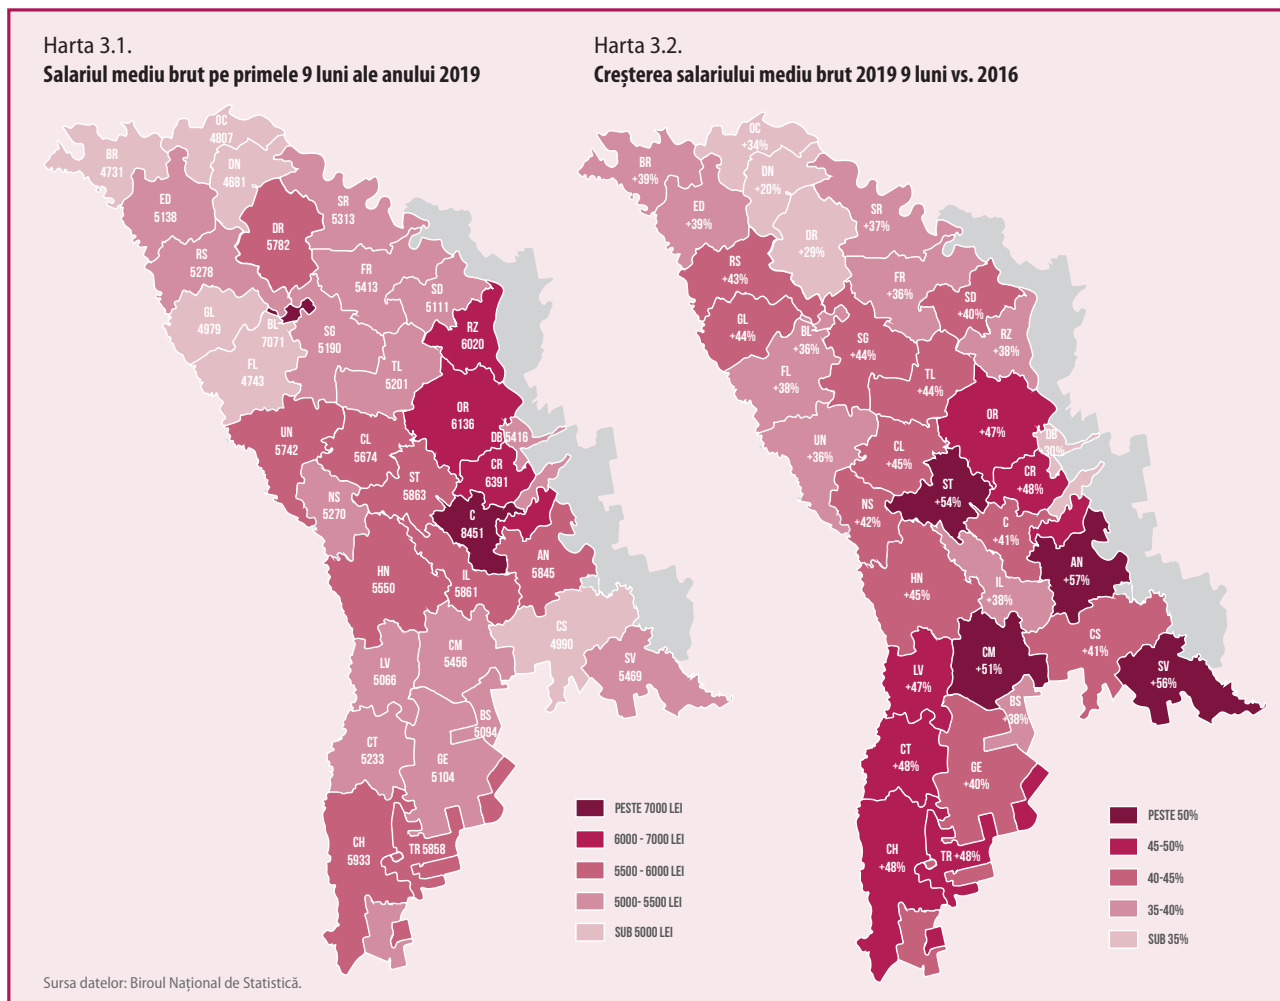 Harta 3.1.
Salariul mediu brut pe primele 9 luni ale anului 2019
OC
4807
BR
4731
DN
4681
ED
5138
SR
5313
DR
5782
RS
5278
FR
5413
SD
5111
GL
4979
BL
7071
SG
5190
RZ
6020
FL
4743
TL
5201
OR
6136
UN
5742
CL
5674
DB 5416
CR
6391
ST
5863
NS
5270
C
8451
AN
5845
HN
5550
IL
5861
CS
4990
CM
5456
SV
5469
LV
5066
BS
5094
CT
5233
GE
5104
CH
5933
TR 5858
PESTE 7000 LEI
6000 - 7000 LEI
5500 - 6000 LEI
5000- 5500 LEI
SUB 5000 LEI
Harta 3.2.
Creșterea salariului mediu brut 2019 9 luni vs. 2016
OC
+34%
BR
+39%
DN
+20%
ED
+39%
SR
+37%
DR
+29%
RS
+43%
FR
+36%
SD
+40%
GL
+44%
BL
+36%
SG
+44%
RZ
+38%
FL
+38%
TL
+44%
OR
+47%
UN
+36%
CL
+45%
DB
+30%
CR
+48%
ST
+54%
NS
+42%
C
+41%
AN
+57%
HN
+45%
IL
+38%
CS
+41%
CM
+51%
SV
+56%
LV
+47%
BS
+38%
CT
+48%
GE
+40%
CH
+48%
TR +48%
PESTE 50%
45-50%
40-45%
35-40%
SUB 35%
Sursa datelor: Biroul Național de Statistică.